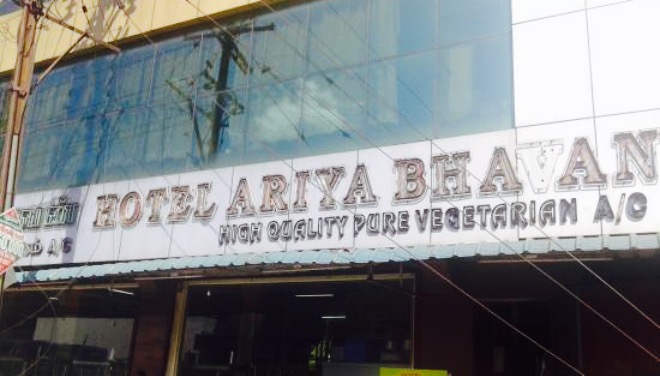 HOTEL ARIYA BHAVAN
HIGH QUALITY PURE VEGETARIAN A/C
A/C